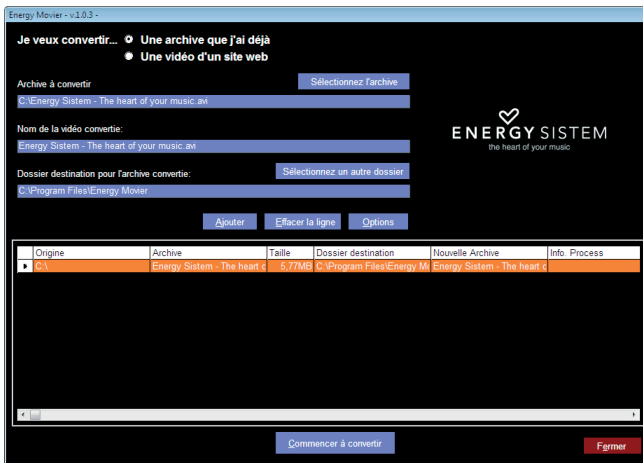 Energy Movier - v.1.0.3 -
Je veux convertir... Une archive que j'ai déjà
Une vidéo d'un site web
Archive à convertir
Sélectionnez l'archive
C:\Energy Sistem - The heart of your music.avi
Nom de la vidéo convertie:
Energy Sistem - The heart of your music.avi
ENERGY SISTEM
the heart of your music
Dossier destination pour l'archive convertie:
Sélectionnez un autre dossier
C:\Program Files\Energy Movier
Ajouter Effacer la ligne Options
Origine Archive Taille Dossier destination Nouvelle Archive Info. Process
C:\ Energy Sistem - The heart c 5,77MB C:\Program Files\Energy Mo Energy Sistem - The heart c
Commencer à convertir
Fermer